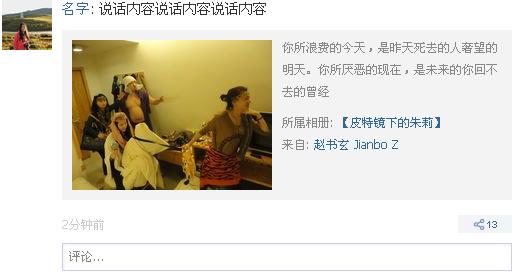 名字: 说话内容说话内容说话内容
你所浪费的今天，是昨天死去的人奢望的
明天。你所厌恶的现在，是未来的你回不
去的曾经
所属相册: 【皮特镜下的朱莉】
来自: 赵书玄 Jianbo Z
2分钟前
13
评论...